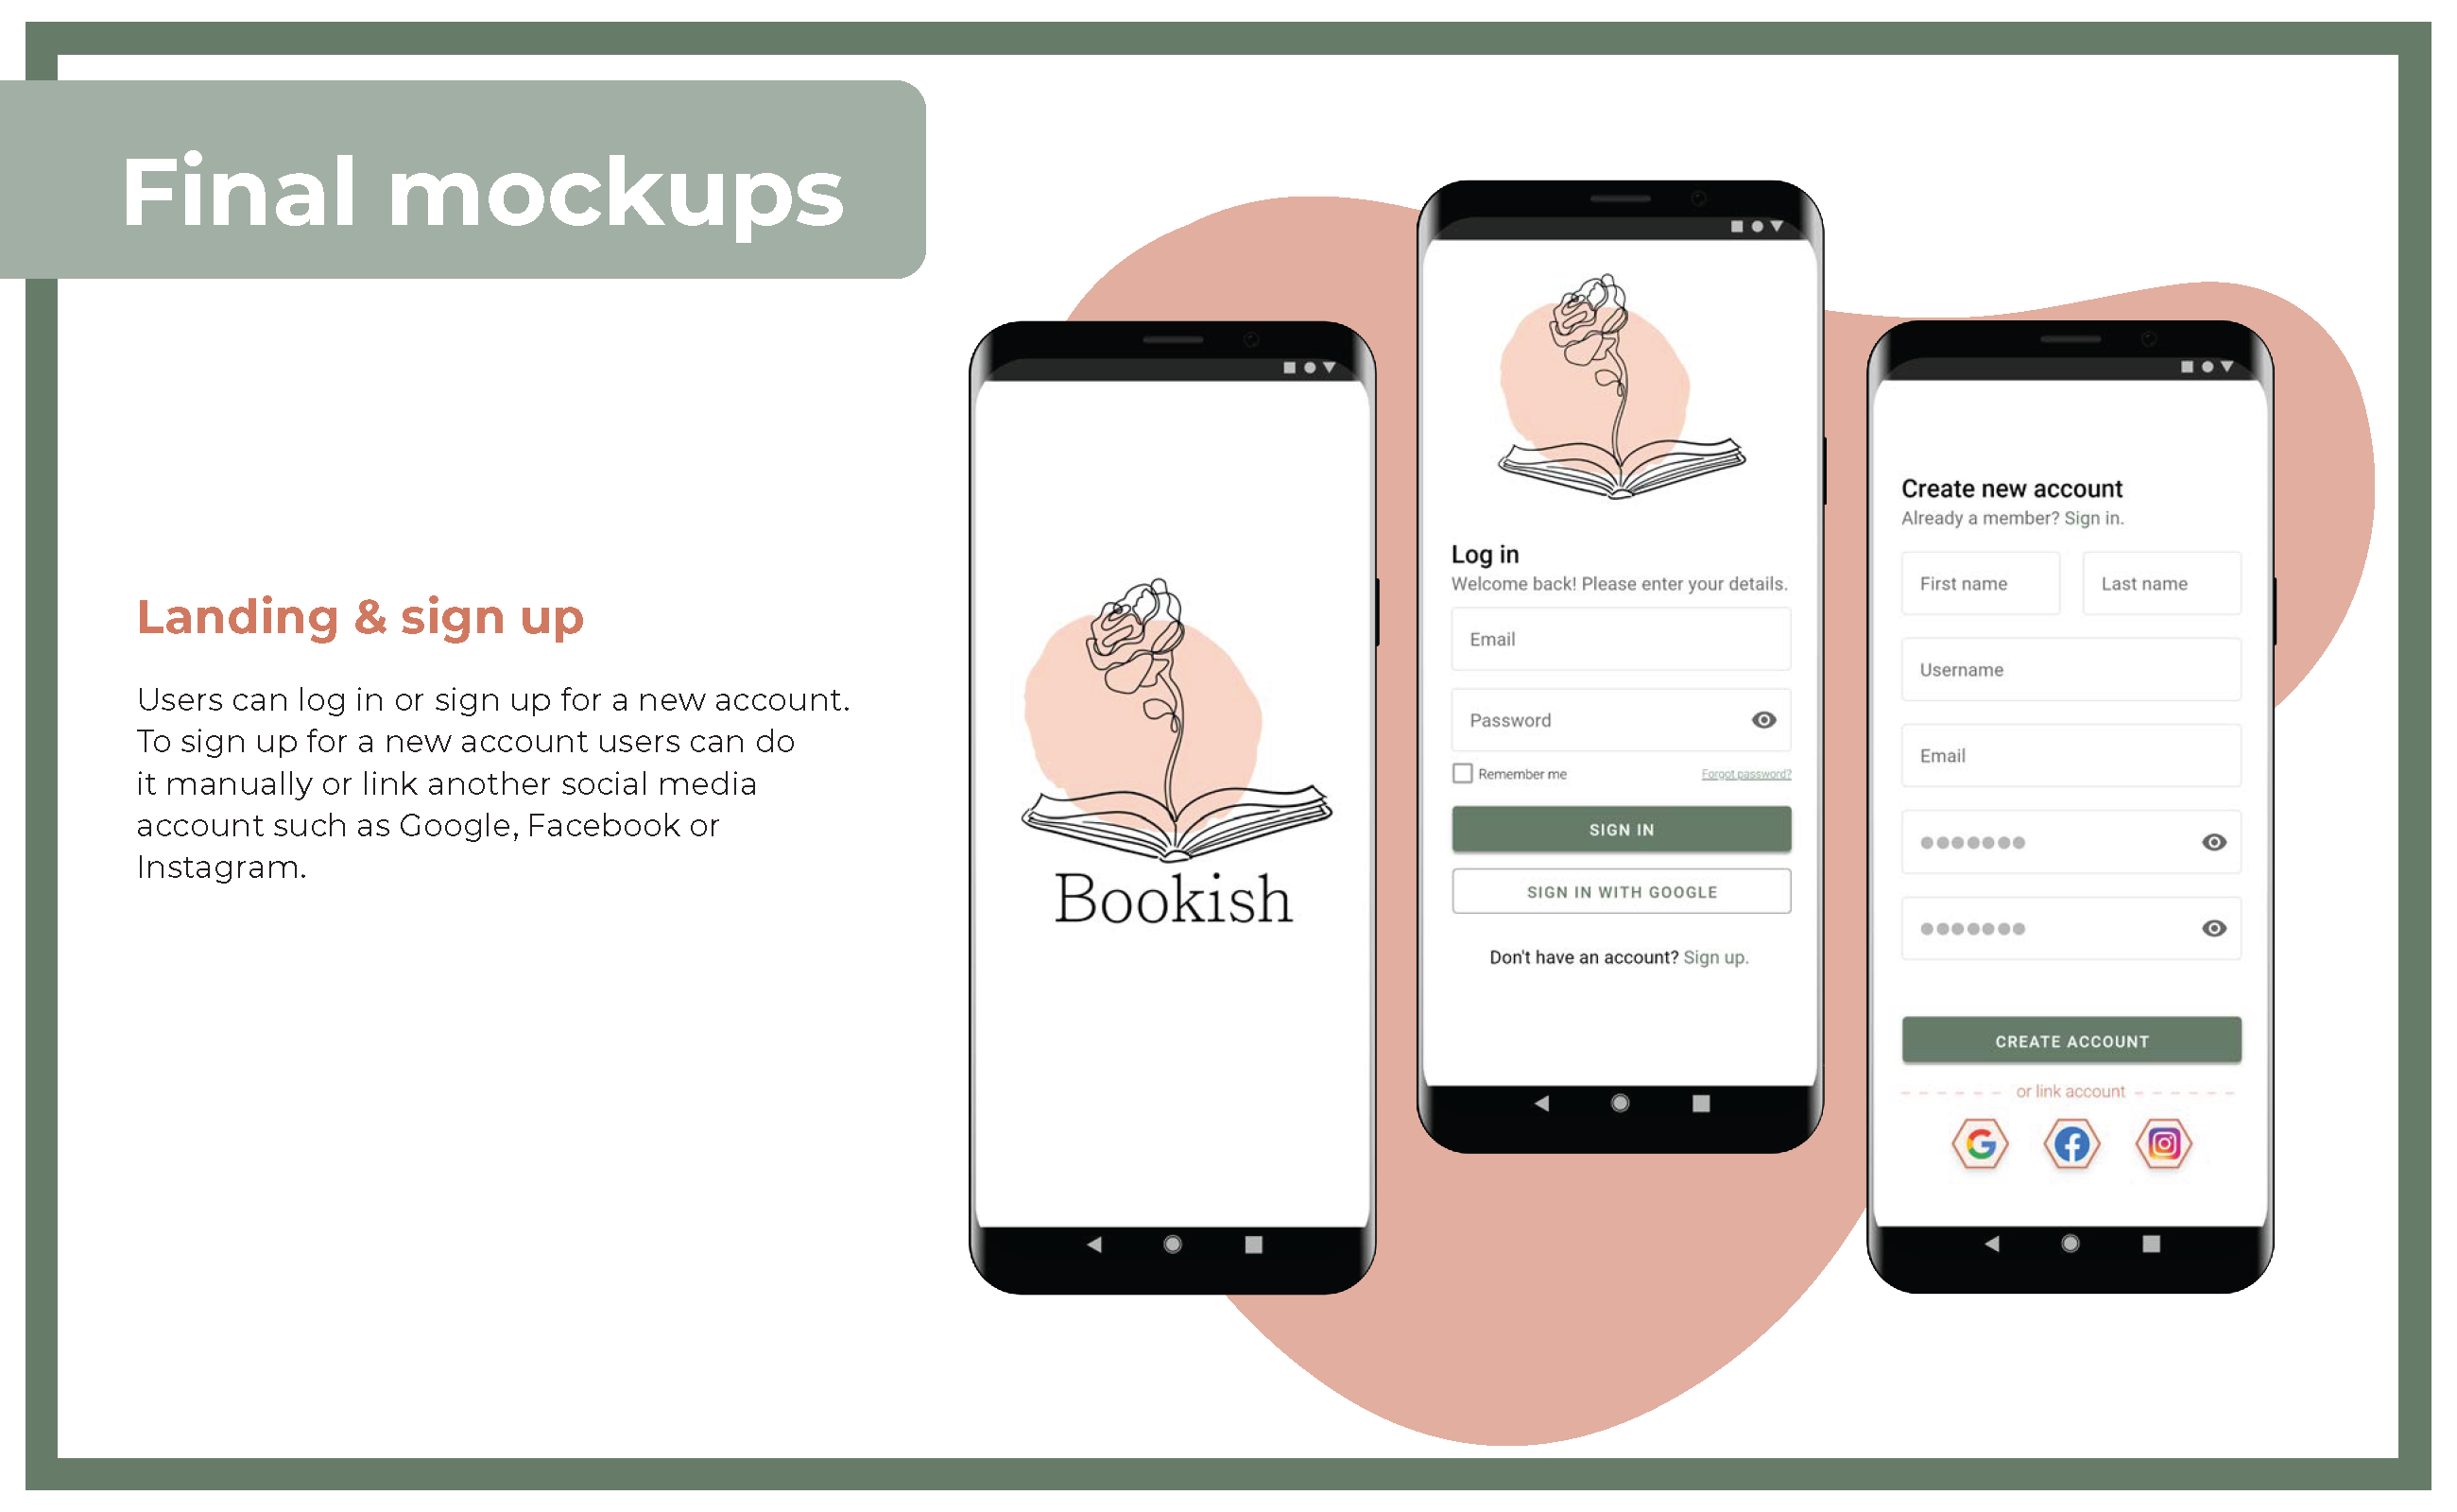 Final mockups
Landing & sign up
Users can log in or sign up for a new account.
To sign up for a new account users can do
it manually or link another social media
account such as Google, Facebook or
Instagram.
Bookish
Log in
Welcome back! Please enter your details.
Email
Password
Remember me
Forgot password?
SIGN IN
SIGN IN WITH GOOGLE
Don't have an account? Sign up.
Create new account
Already a member? Sign in.
First name
Last name
Username
Email
CREATE ACCOUNT
or link account